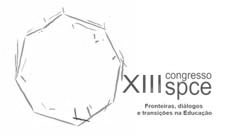 XIII congresso
spce
Fronteiras, diálogos
e transições na Educação